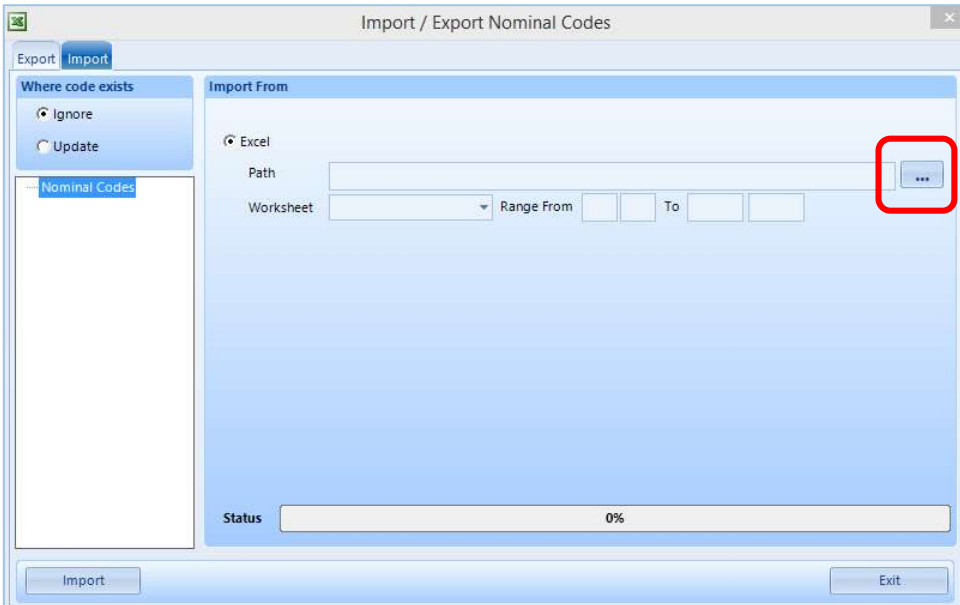 Import / Export Nominal Codes
Export Import
Where code exists
Ignore
Update
Nominal Codes
Import From
Excel
Path ...
Worksheet Range From To
Status 0%
Import Exit